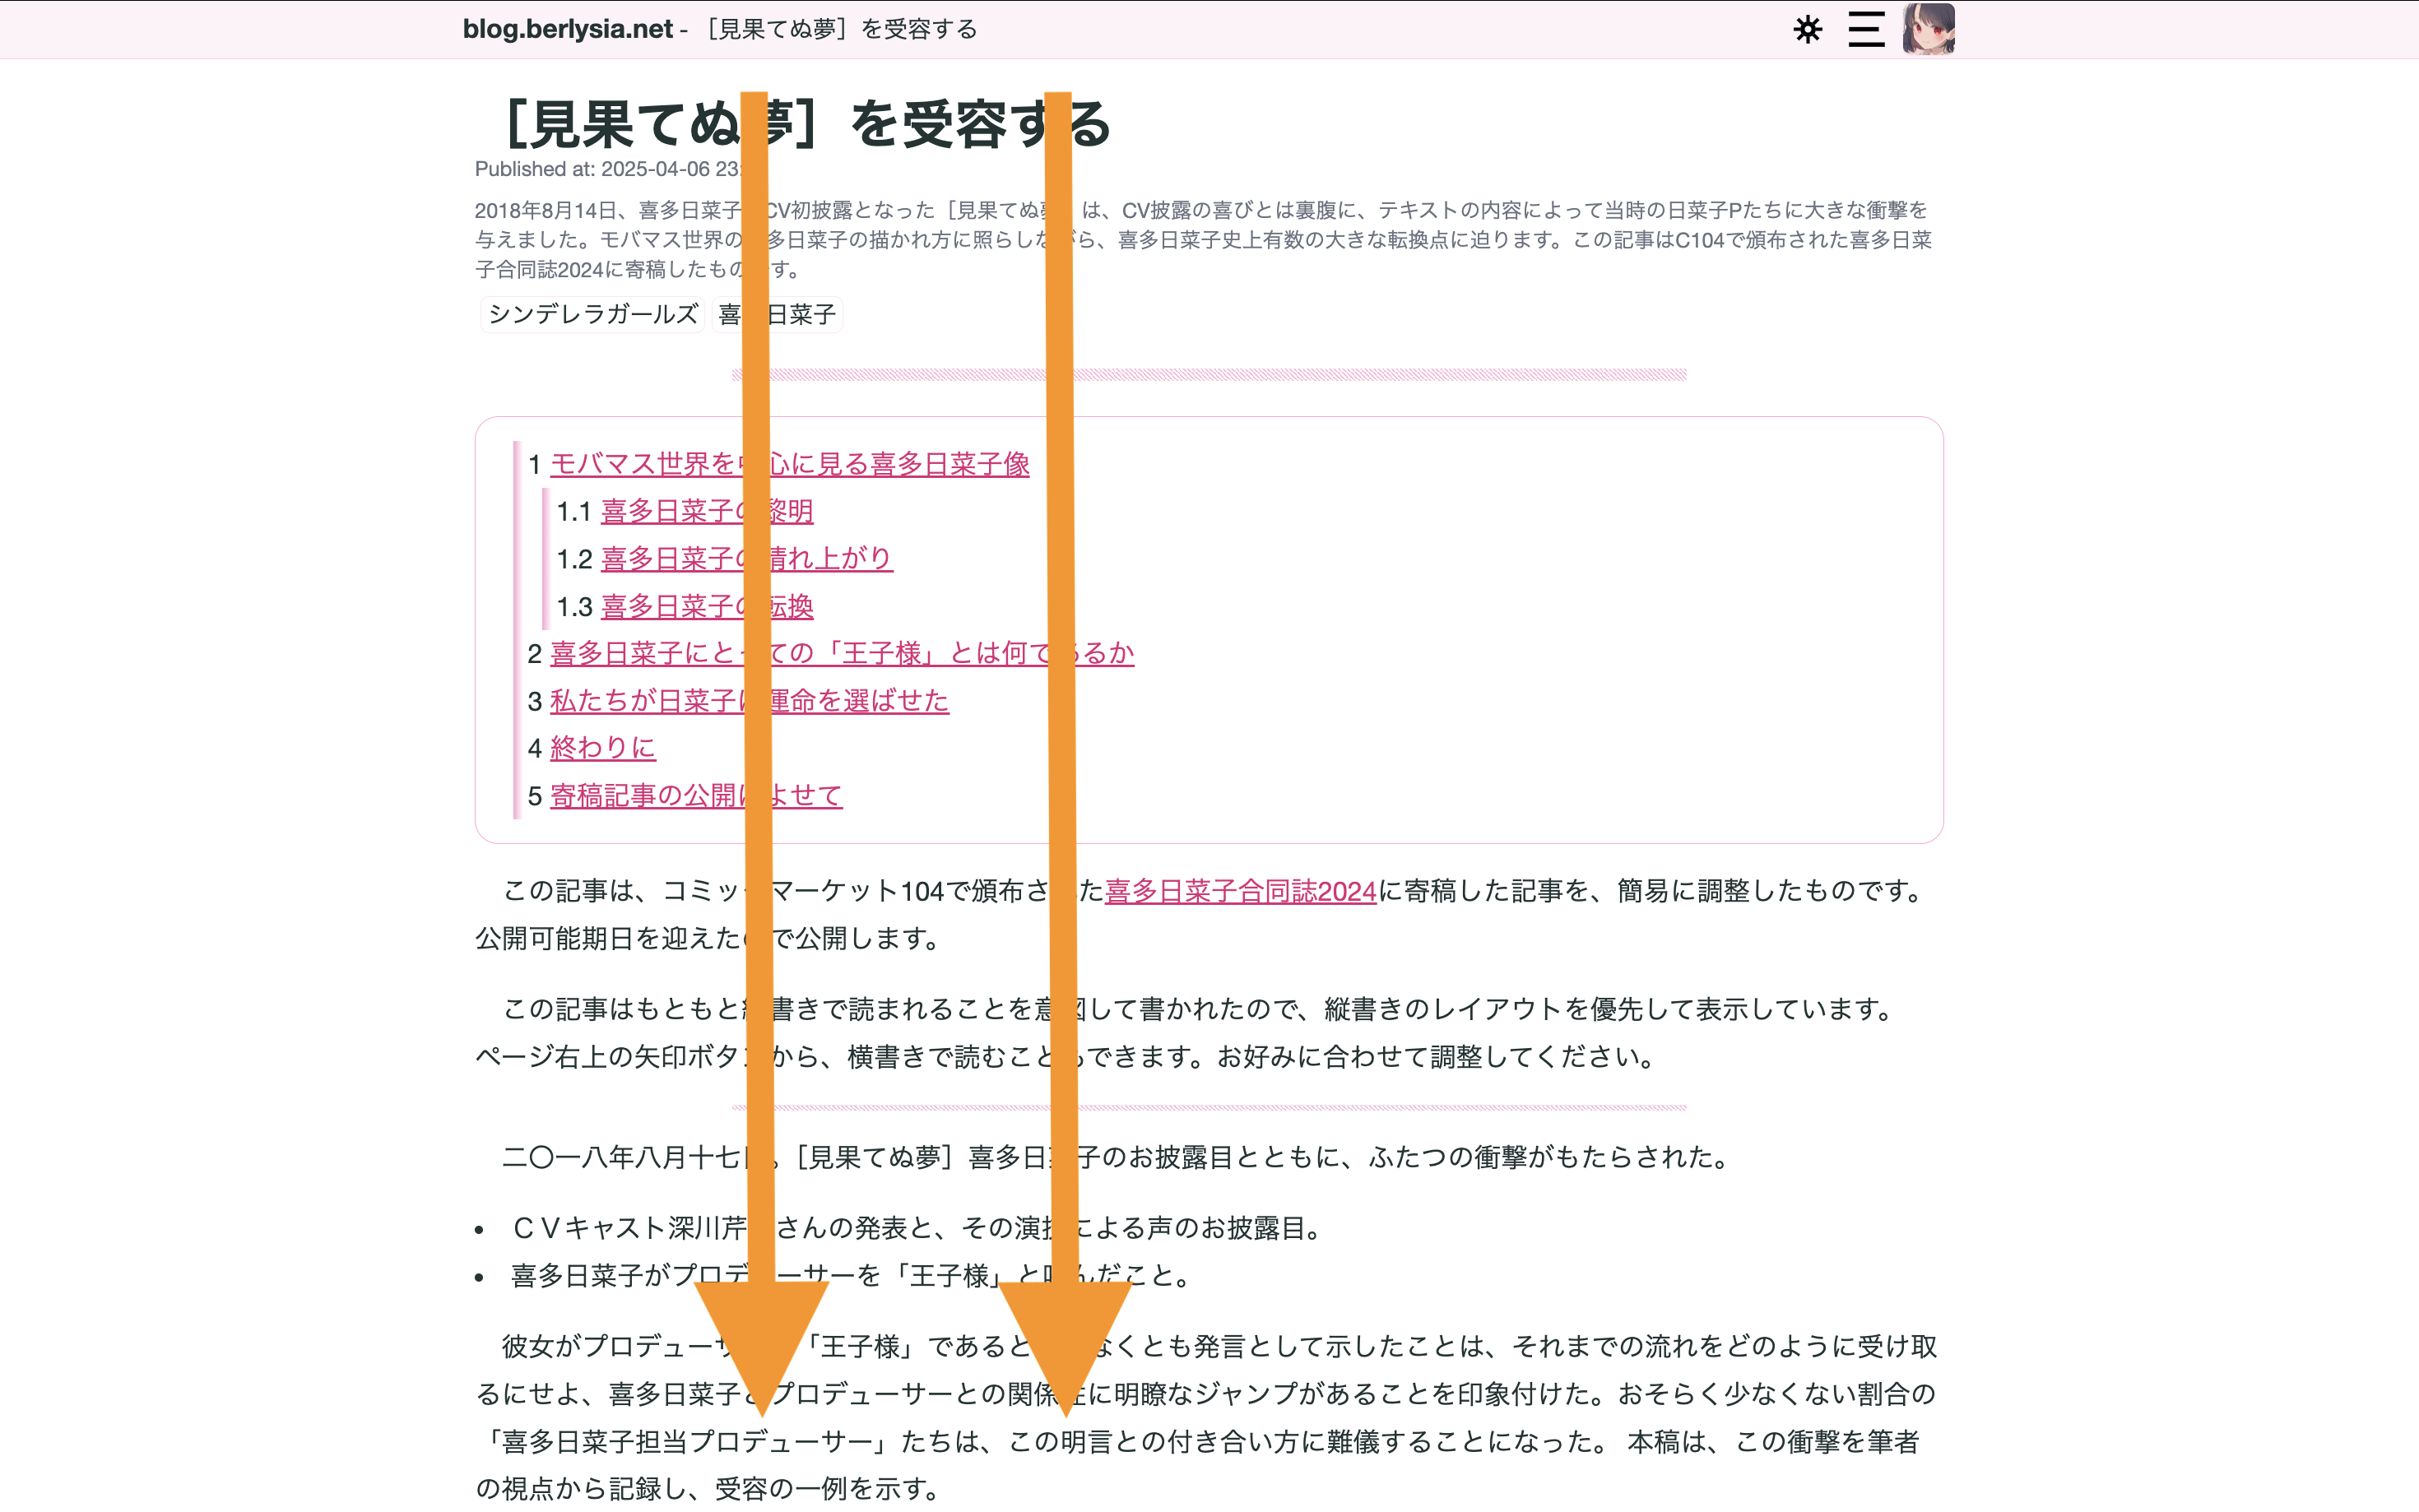 blog.berlysia.net - ［見果てぬ夢］を受容する
［見果てぬ夢］を受容する
Published at: 2025-04-06 23:
2018年8月14日、喜多日菜子 CV初披露となった［見果てぬ夢 は、CV披露の喜びとは裏腹に、テキストの内容によって当時の日菜子Pたちに大きな衝撃を
与えました。モバマス世界の 多日菜子の描かれ方に照らしな ら、喜多日菜子史上有数の大きな転換点に迫ります。この記事はC104で頒布された喜多日菜
子合同誌2024に寄稿したもの す。
シンデレラガールズ 喜 日菜子
1 モバマス世界を中心に見る喜多日菜子像
1.1 喜多日菜子の黎明
1.2 喜多日菜子の晴れ上がり
1.3 喜多日菜子の転換
2 喜多日菜子にとっての「王子様」とは何であるか
3 私たちが日菜子に運命を選ばせた
4 終わりに
5 寄稿記事の公開によせて
この記事は、コミッ マーケット104で頒布さ た喜多日菜子合同誌2024に寄稿した記事を、簡易に調整したものです。
公開可能期日を迎えたので公開します。
この記事はもともと縦書きで読まれることを意図して書かれたので、縦書きのレイアウトを優先して表示しています。
ページ右上の矢印ボタンから、横書きで読むこともできます。お好みに合わせて調整してください。
二〇一八年八月十七日。［見果てぬ夢］喜多日菜子のお披露目とともに、ふたつの衝撃がもたらされた。
• ＣＶキャスト深川芹 さんの発表と、その演技による声のお披露目。
• 喜多日菜子がプロデューサーを「王子様」と呼んだこと。
彼女がプロデューサ 「王子様」であると なくとも発言として示したことは、それまでの流れをどのように受け取
るにせよ、喜多日菜子とプロデューサーとの関係性に明瞭なジャンプがあることを印象付けた。おそらく少なくない割合の
「喜多日菜子担当プロデューサー」たちは、この明言との付き合い方に難儀することになった。 本稿は、この衝撃を筆者
の視点から記録し、受容の一例を示す。